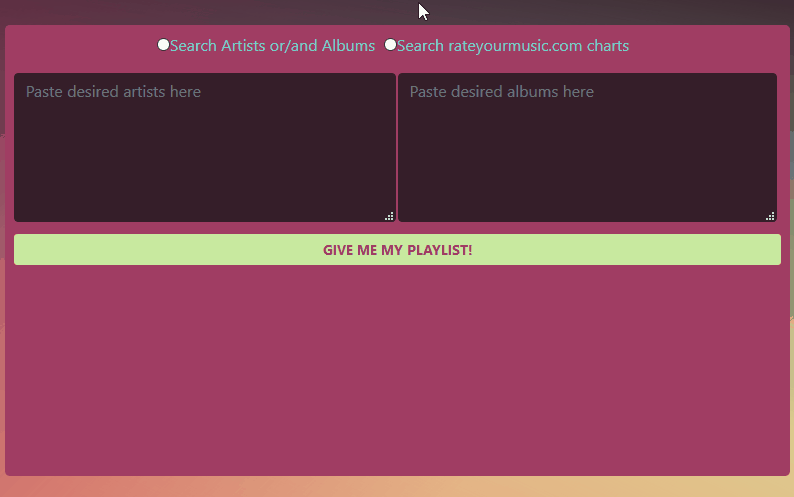 Search Artists or/and Albums Search rateyourmusic.com charts
Paste desired artists here Paste desired albums here
GIVE ME MY PLAYLIST!